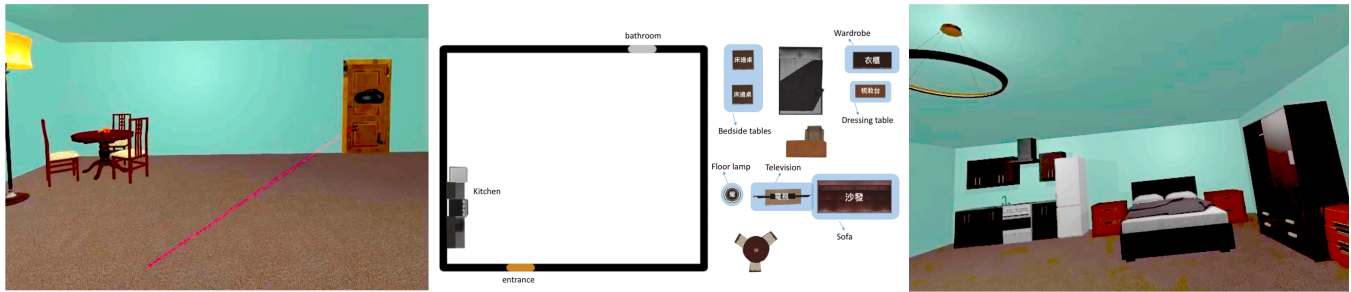 bathroom
Wardrobe
床邊桌
衣櫃
床邊桌
梳妝台
Bedside tables
Dressing table
Floor lamp
Television
Kitchen
電視
沙發
Sofa
entrance